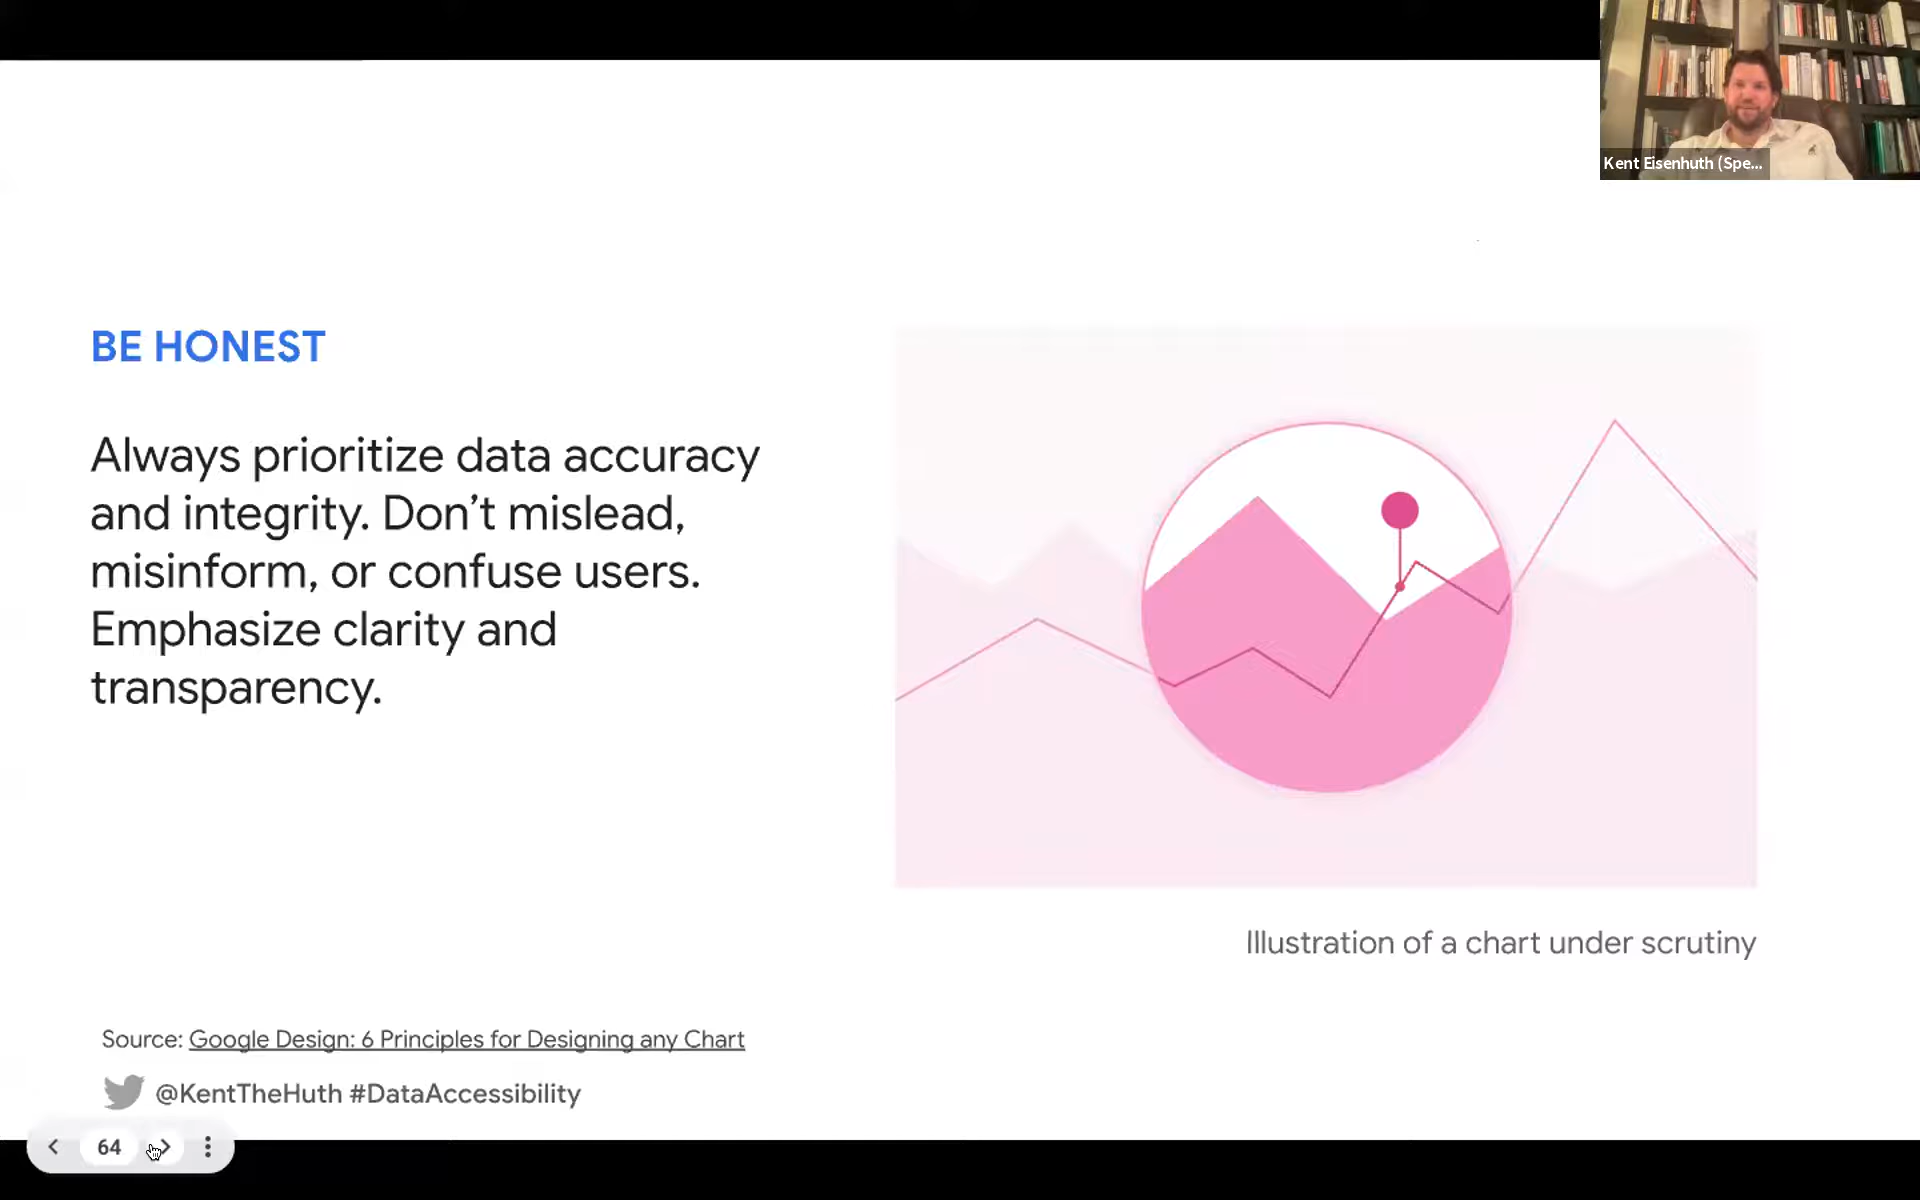 Kent Eisenhuth (Spe...
BE HONEST
Always prioritize data accuracy
and integrity. Don’t mislead,
misinform, or confuse users.
Emphasize clarity and
transparency.
Illustration of a chart under scrutiny
Source: Google Design: 6 Principles for Designing any Chart
@KentTheHuth #DataAccessibility
64